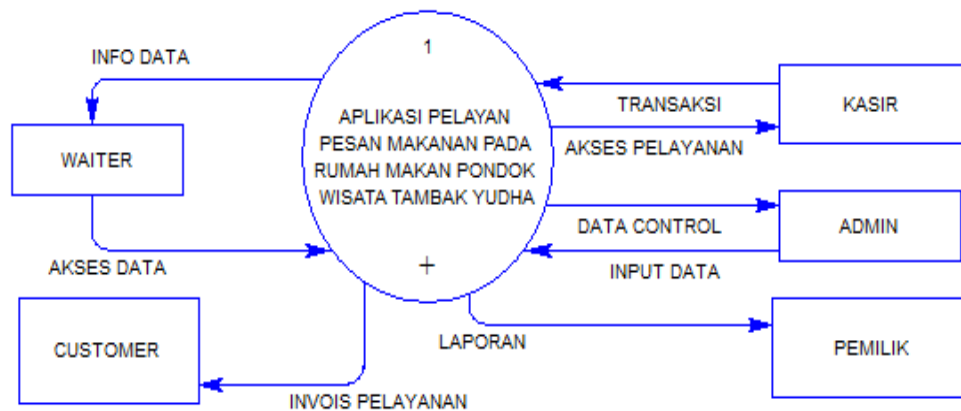 1
INFO DATA
APLIKASI PELAYAN
PESAN MAKANAN PADA
RUMAH MAKAN PONDOK
WISATA TAMBAK YUDHA
+
WAITER
AKSES DATA
CUSTOMER
INVOIS PELAYANAN
TRANSAKSI
KASIR
AKSES PELAYANAN
DATA CONTROL
ADMIN
INPUT DATA
LAPORAN
PEMILIK